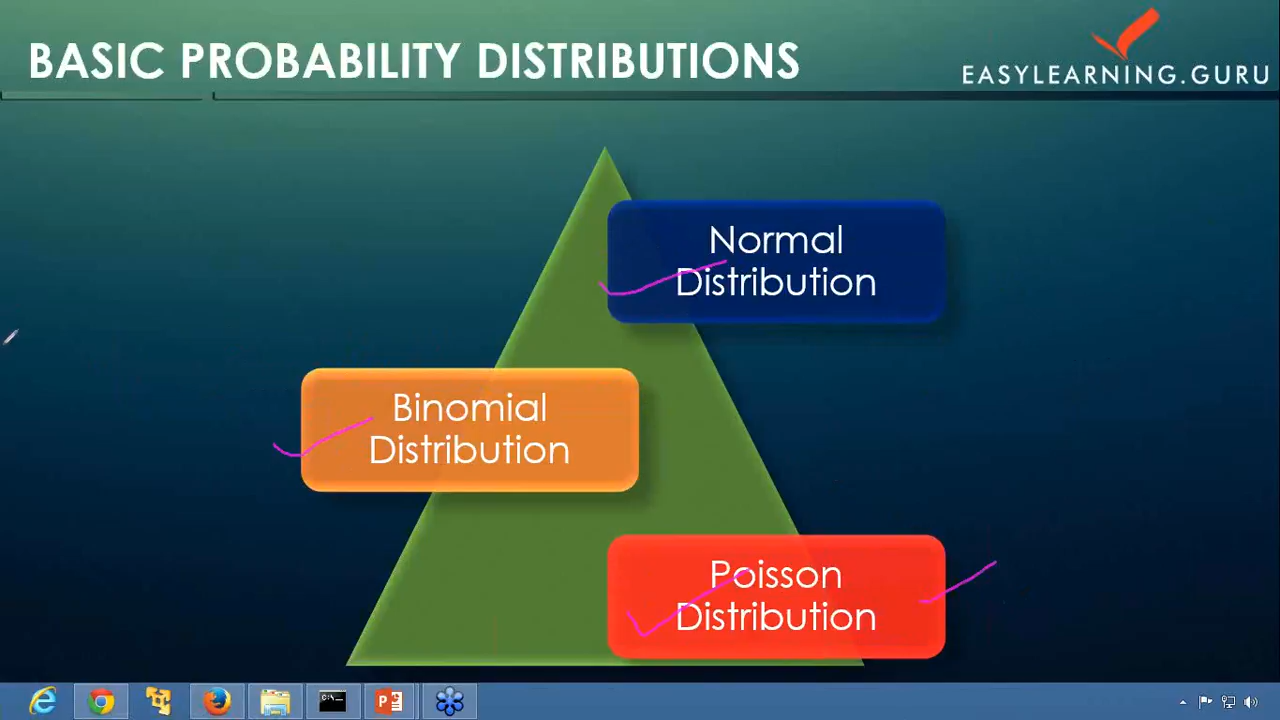 BASIC PROBABILITY DISTRIBUTIONS
EASYLEARNING.GURU
Normal
Distribution
Binomial
Distribution
Poisson
Distribution